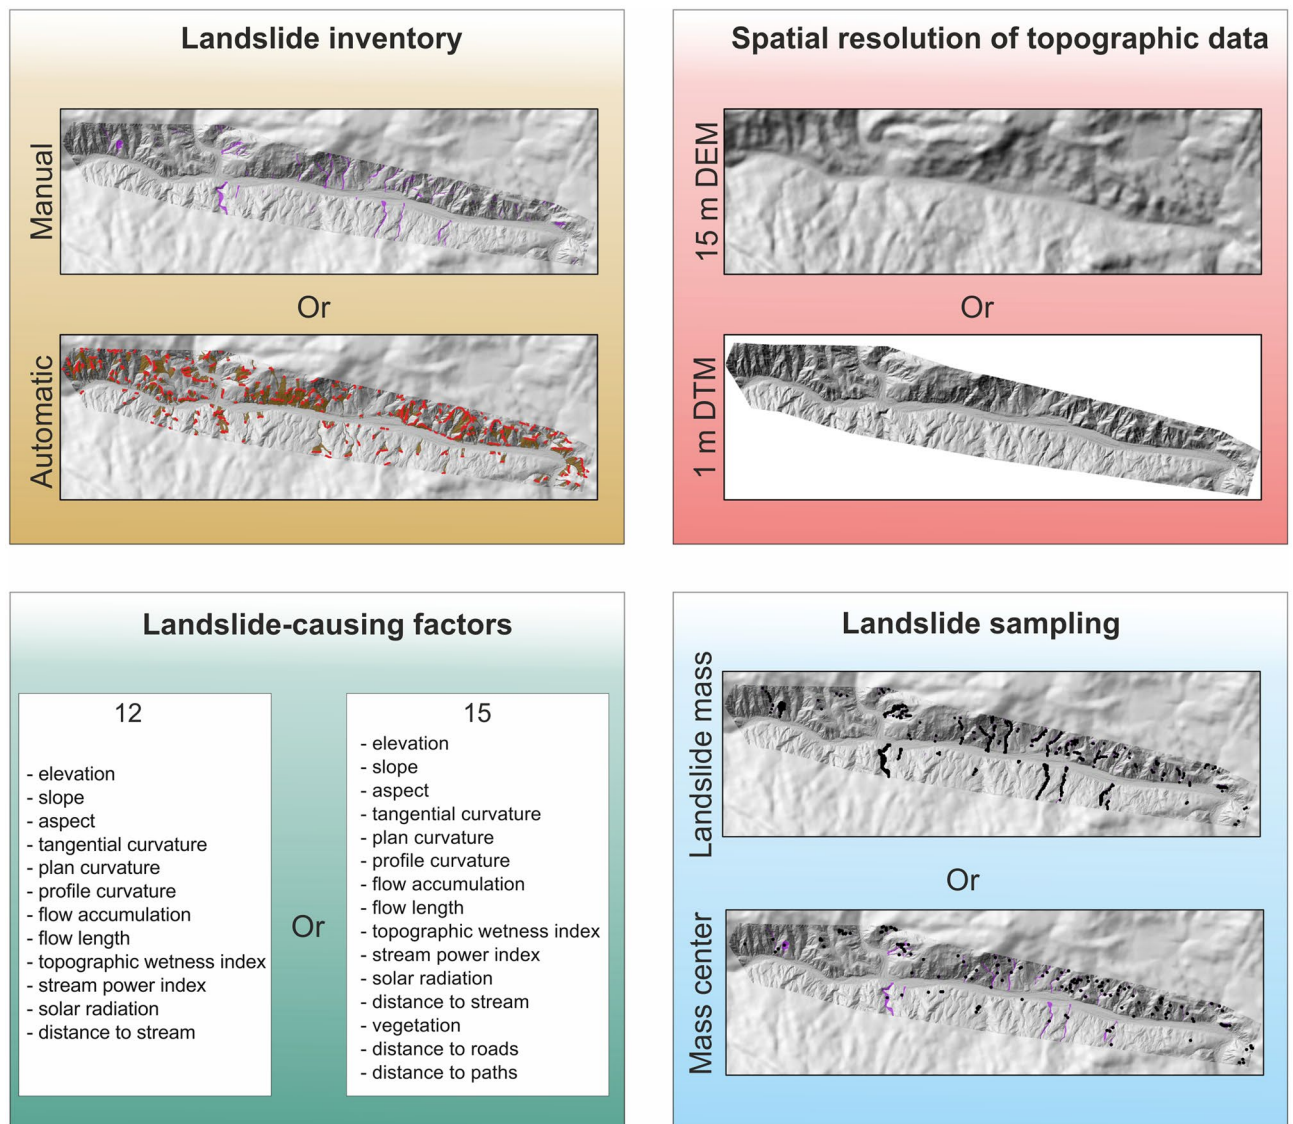 Landslide inventory
Manual
Or
Automatic
Spatial resolution of topographic data
15 m DEM
Or
1 m DTM
Landslide-causing factors
12
- elevation
- slope
- aspect
- tangential curvature
- plan curvature
- profile curvature
- flow accumulation
- flow length
- topographic wetness index
- stream power index
- solar radiation
- distance to stream
Or
15
- elevation
- slope
- aspect
- tangential curvature
- plan curvature
- profile curvature
- flow accumulation
- flow length
- topographic wetness index
- stream power index
- solar radiation
- distance to stream
- vegetation
- distance to roads
- distance to paths
Landslide sampling
Landslide mass
Or
Mass center